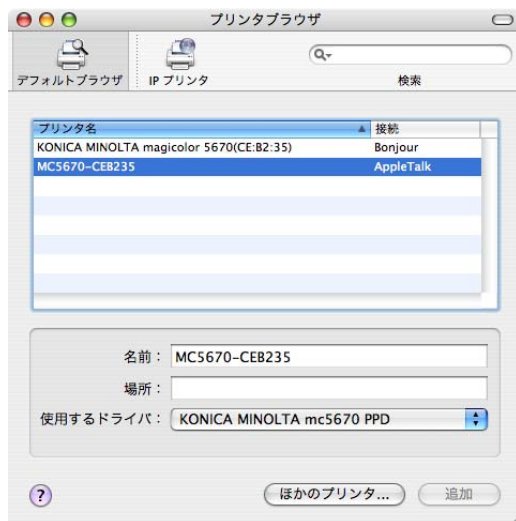 プリンタブラウザ
デフォルトブラウザ
IP プリンタ
検索
プリンタ名 接続
KONICA MINOLTA magicolor 5670(CE:B2:35) Bonjour
MC5670-CEB235 AppleTalk
名前： MC5670-CEB235
場所：
使用するドライバ： KONICA MINOLTA mc5670 PPD
? ほかのプリンタ... 追加